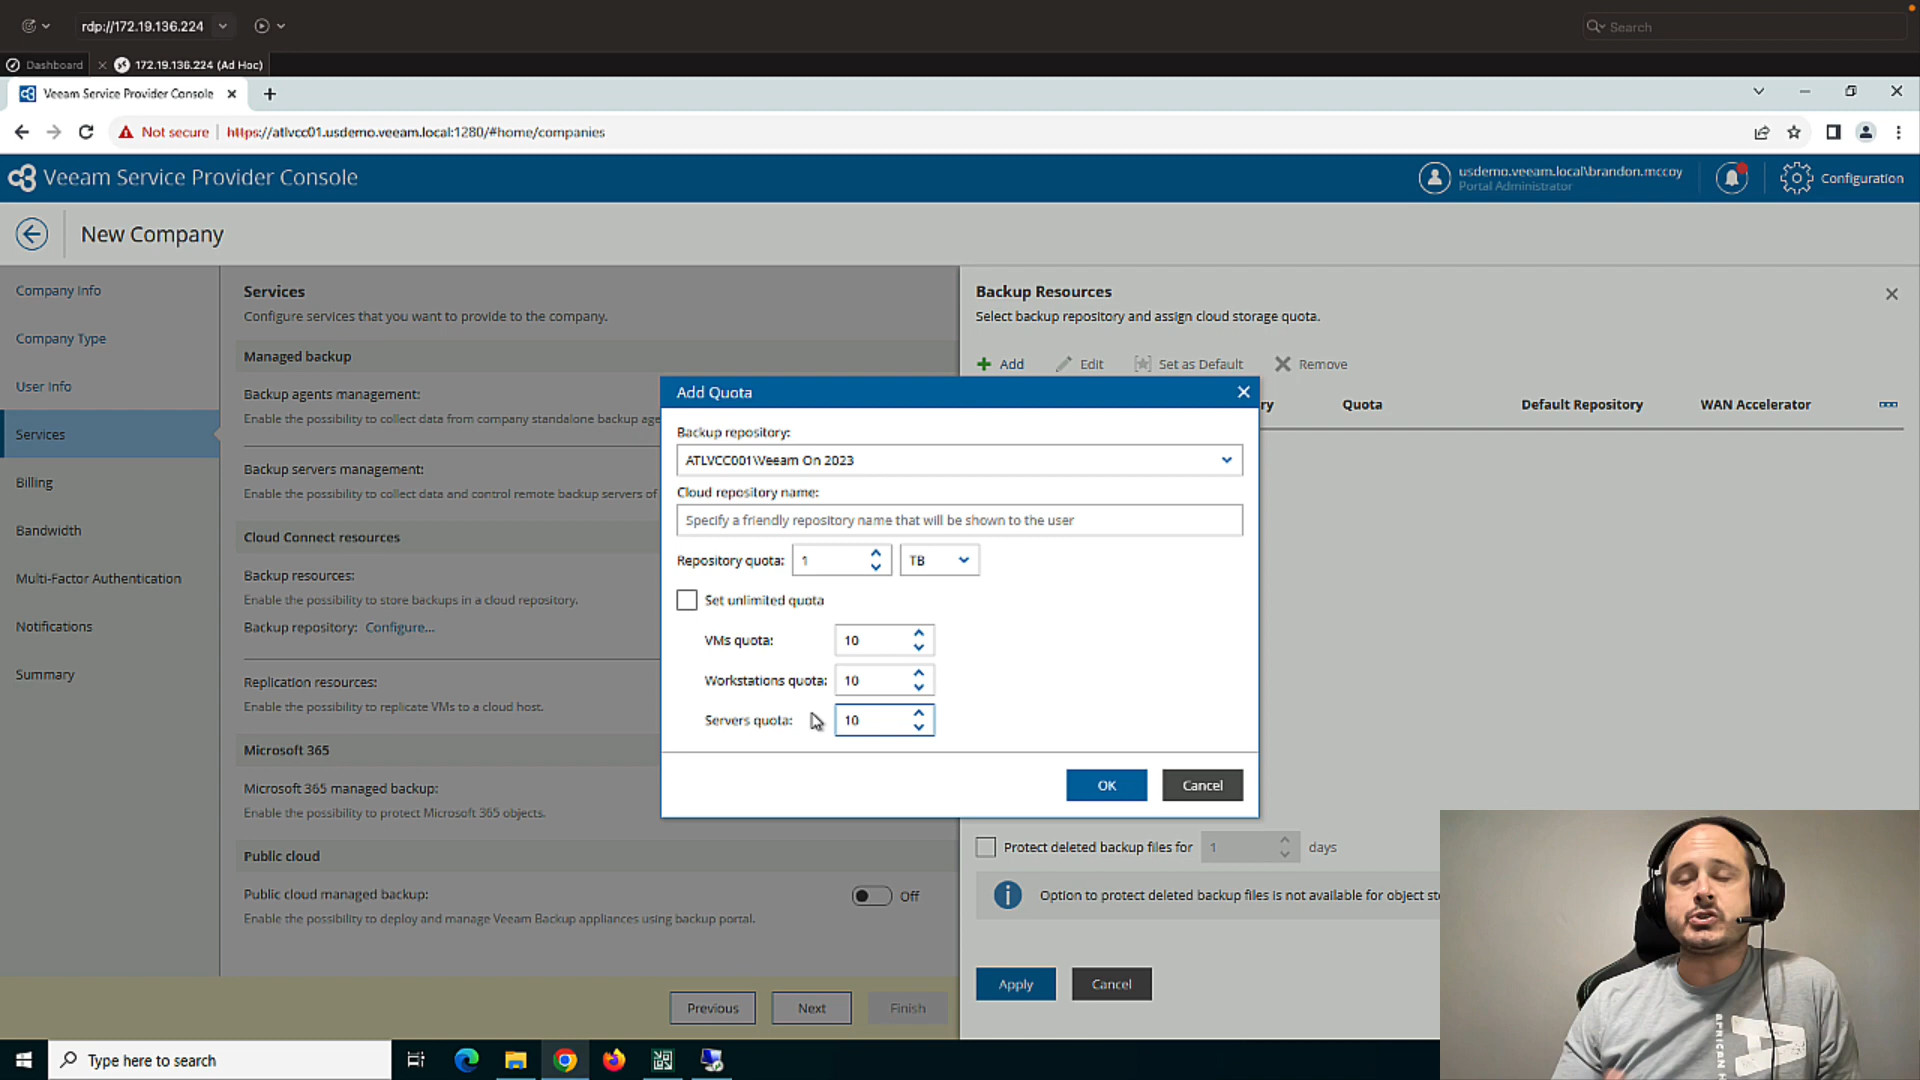 rdp://172.19.136.224
Search
Dashboard
172.19.136.224 (Ad Hoc)
Veeam Service Provider Console
Not secure
https://atlvcc01.usdemo.veeam.local:1280/#home/companies
Veeam Service Provider Console
usdemo.veeam.local\brandon.mccoy
Portal Administrator
Configuration
New Company
Company Info
Company Type
User Info
Services
Billing
Bandwidth
Multi-Factor Authentication
Notifications
Summary
Services
Configure services that you want to provide to the company.
Managed backup
Backup agents management:
Enable the possibility to collect data from company standalone backup age
Backup servers management:
Enable the possibility to collect data and control remote backup servers of
Cloud Connect resources
Backup resources:
Enable the possibility to store backups in a cloud repository.
Backup repository: Configure...
Replication resources:
Enable the possibility to replicate VMs to a cloud host.
Microsoft 365
Microsoft 365 managed backup:
Enable the possibility to protect Microsoft 365 objects.
Public cloud
Public cloud managed backup:
Off
Enable the possibility to deploy and manage Veeam Backup appliances using backup portal.
Previous
Next
Finish
Backup Resources
Select backup repository and assign cloud storage quota.
Add
Edit
Set as Default
Remove
ry
Quota
Default Repository
WAN Accelerator
Add Quota
Backup repository:
ATLVCC001\Veeam On 2023
Cloud repository name:
Specify a friendly repository name that will be shown to the user
Repository quota: 1 TB
Set unlimited quota
VMs quota: 10
Workstations quota: 10
Servers quota: 10
OK
Cancel
Protect deleted backup files for 1 days
Option to protect deleted backup files is not available for object sto
Apply
Cancel
Type here to search